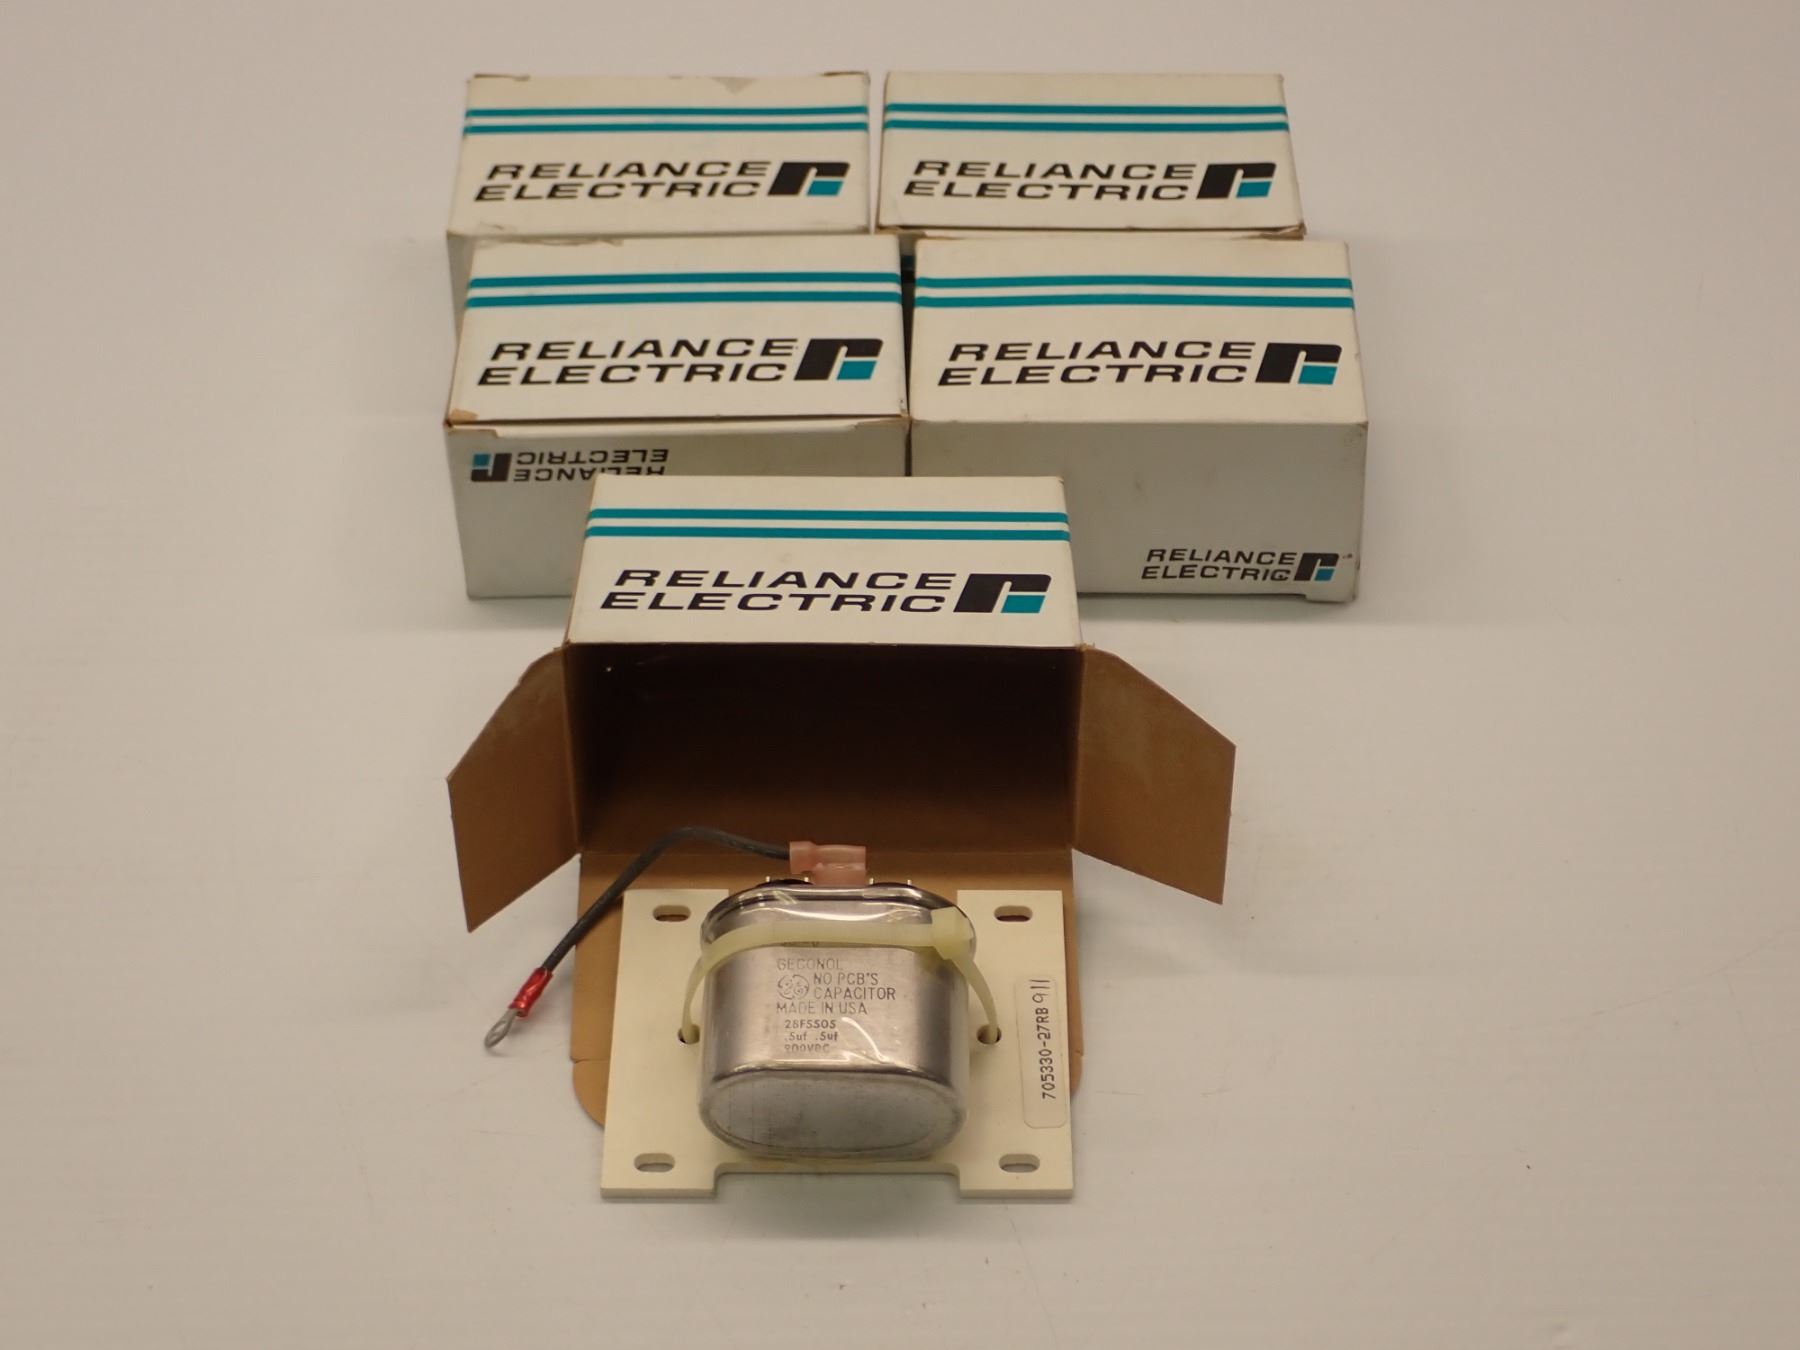 RELIANCE
ELECTRIC
RELIANCE
ELECTRIC
RELIANCE
ELECTRIC
RELIANCE
ELECTRIC
RELIANCE
ELECTRIC
RELIANCE
ELECTRIC
RELIANCE
ELECTRIC
GECONOL
NO PCB'S
CAPACITOR
MADE IN USA
28F5505
.5uf .5uf
VDC
705330-27RB 911